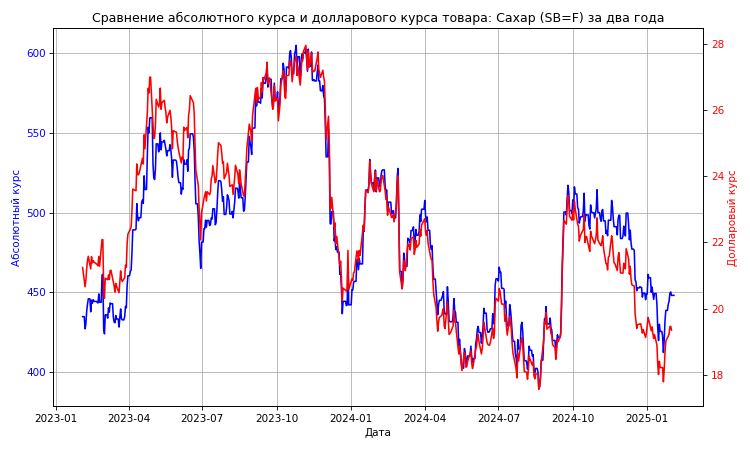 Сравнение абсолютного курса и долларового курса товара: Сахар (SB=F) за два года
600
550
500
450
400
Абсолютный курс
28
26
24
22
20
18
Долларовый курс
2023-01 2023-04 2023-07 2023-10 2024-01 2024-04 2024-07 2024-10 2025-01
Дата